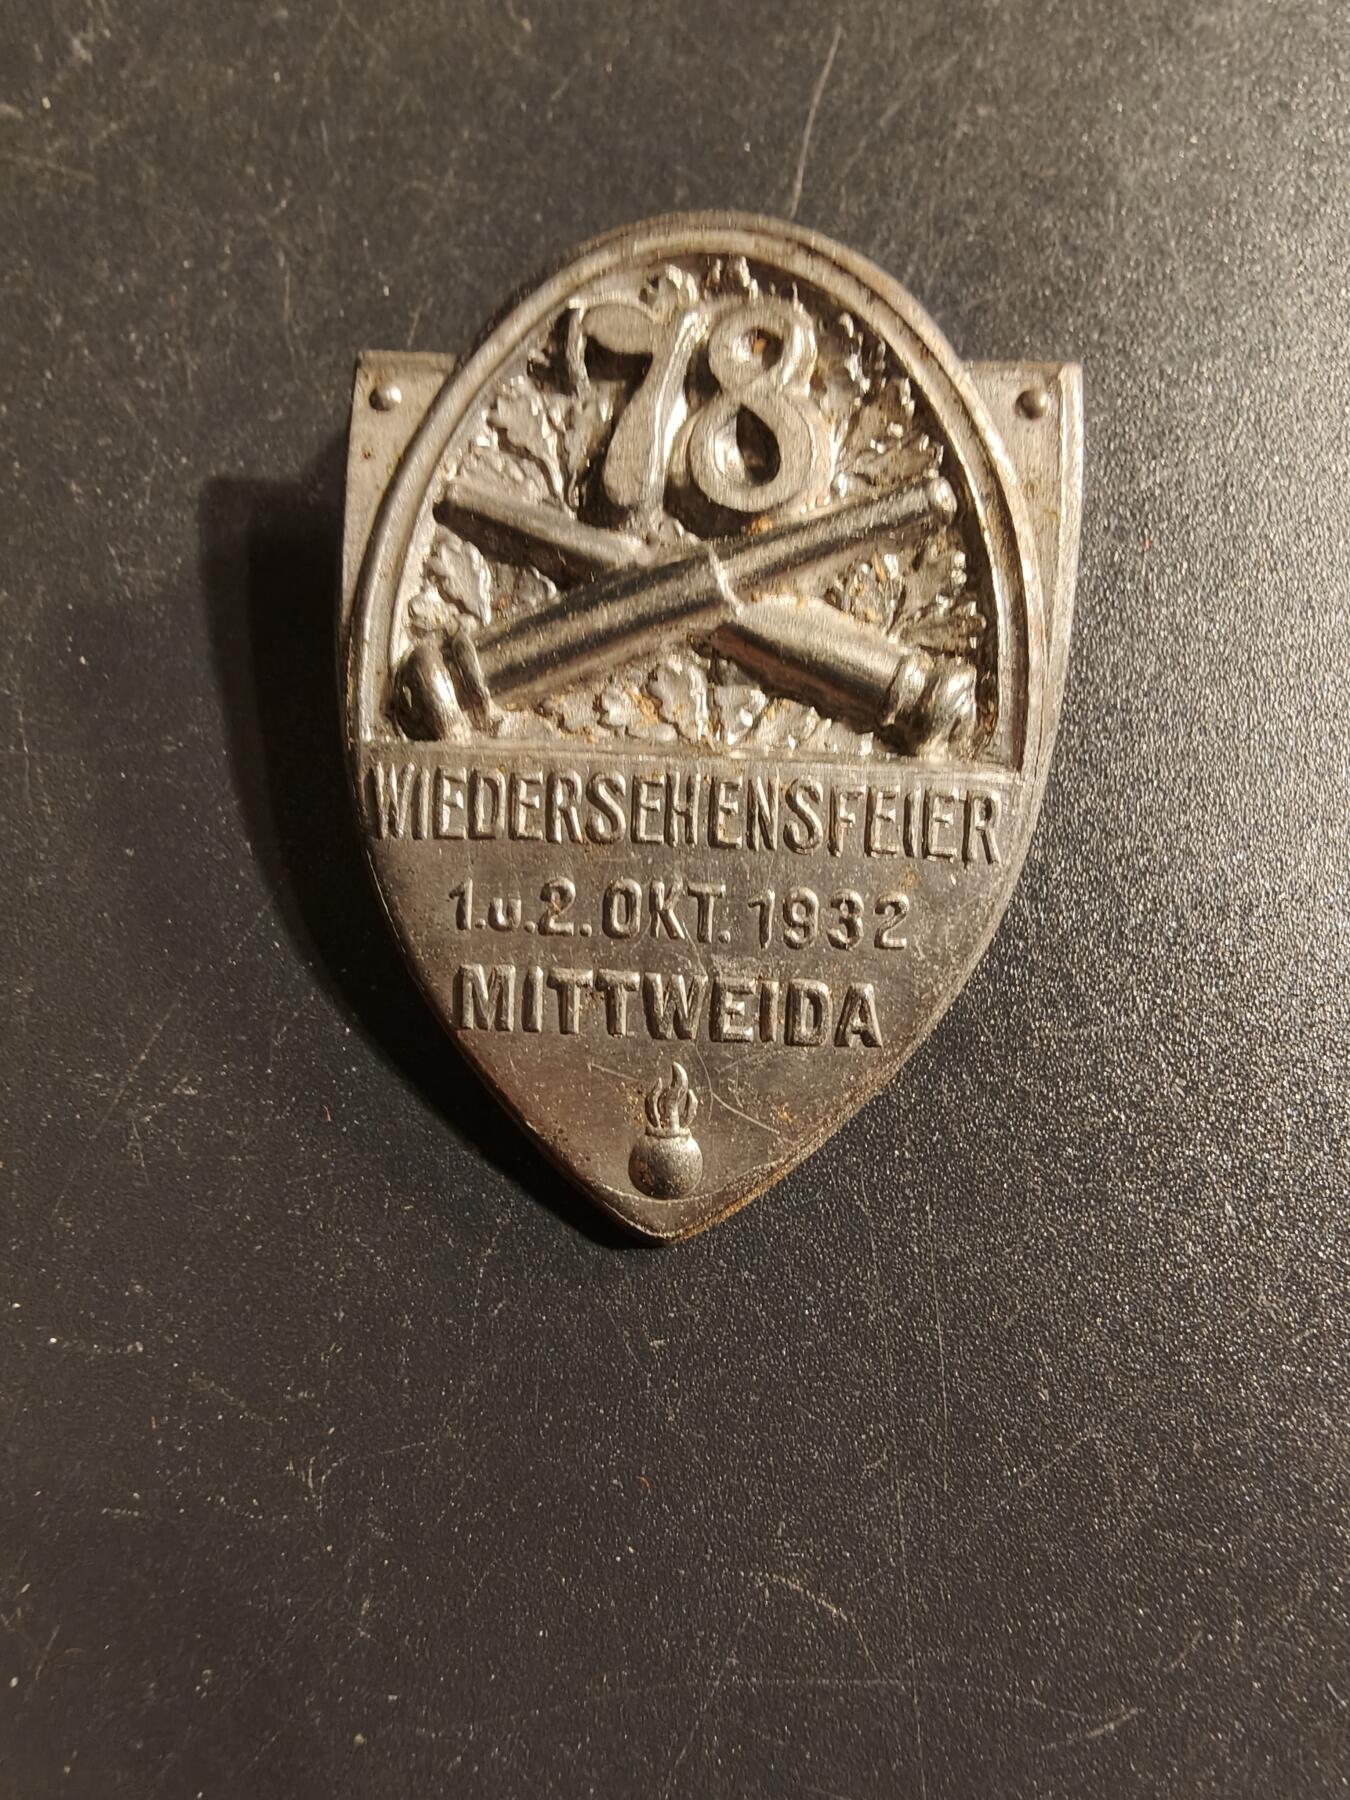 78
WIEDERSEHENSFEIER
1.u.2. OKT. 1932
MITTWEIDA